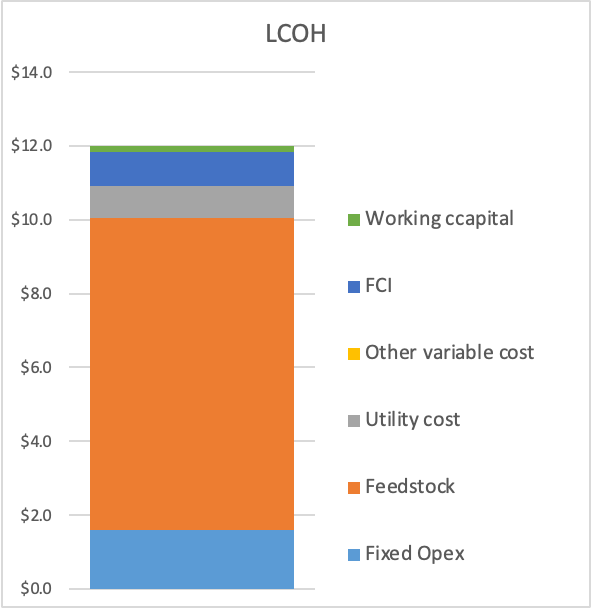 LCOH
$14.0
$12.0
$10.0
$8.0
$6.0
$4.0
$2.0
$0.0
Working ccapital
FCI
Other variable cost
Utility cost
Feedstock
Fixed Opex